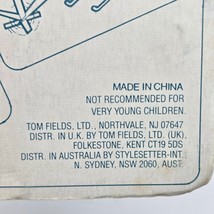 MADE IN CHINA
NOT RECOMMENDED FOR
VERY YOUNG CHILDREN.
TOM FIELDS, LTD., NORTHVALE, NJ 07647
DISTR. IN U.K. BY TOM FIELDS, LTD. (UK),
FOLKESTONE, KENT CT19 5DS
DISTR. IN AUSTRALIA BY STYLESETTER-INT.
N. SYDNEY, NSW 2060, AUST.